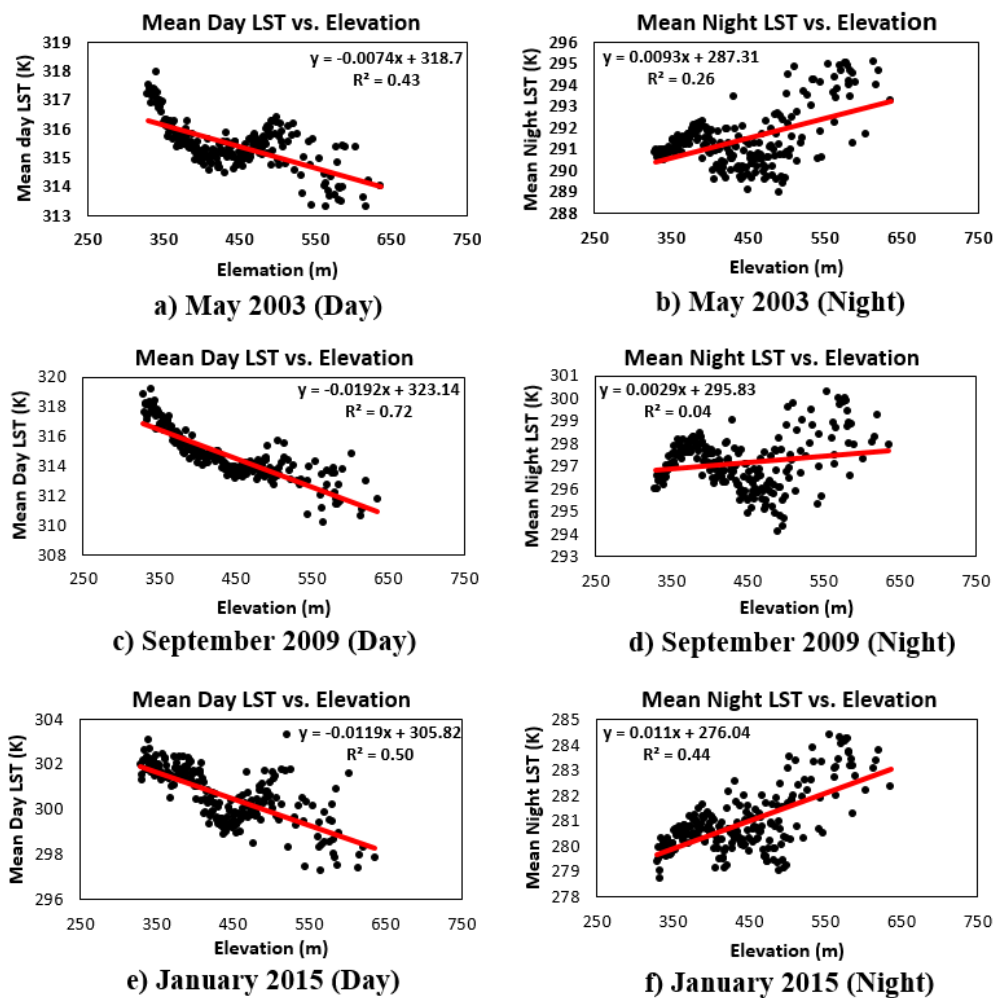 Mean Day LST vs. Elevation
Mean day LST (K)
319
318
317
316
315
314
313
y = -0.0074x + 318.7
R² = 0.43
250 350 450 550 650 750
Elemation (m)
a) May 2003 (Day)
Mean Night LST vs. Elevation
Mean Night LST (K)
296
295
294
293
292
291
290
289
288
y = 0.0093x + 287.31
R² = 0.26
250 350 450 550 650 750
Elevation (m)
b) May 2003 (Night)
Mean Day LST vs. Elevation
Mean Day LST (K)
320
318
316
314
312
310
308
y = -0.0192x + 323.14
R² = 0.72
250 350 450 550 650 750
Elevation (m)
c) September 2009 (Day)
Mean Night LST vs. Elevation
Mean Night LST (K)
301
300
299
298
297
296
295
294
293
y = 0.0029x + 295.83
R² = 0.04
250 350 450 550 650 750
Elevation (m)
d) September 2009 (Night)
Mean Day LST vs. Elevation
Mean Day LST (K)
304
302
300
298
296
y = -0.0119x + 305.82
R² = 0.50
250 350 450 550 650 750
Elevation (m)
e) January 2015 (Day)
Mean Night LST vs. Elevation
Mean Night LST (K)
285
284
283
282
281
280
279
278
y = 0.011x + 276.04
R² = 0.44
250 350 450 550 650 750
Elevation (m)
f) January 2015 (Night)